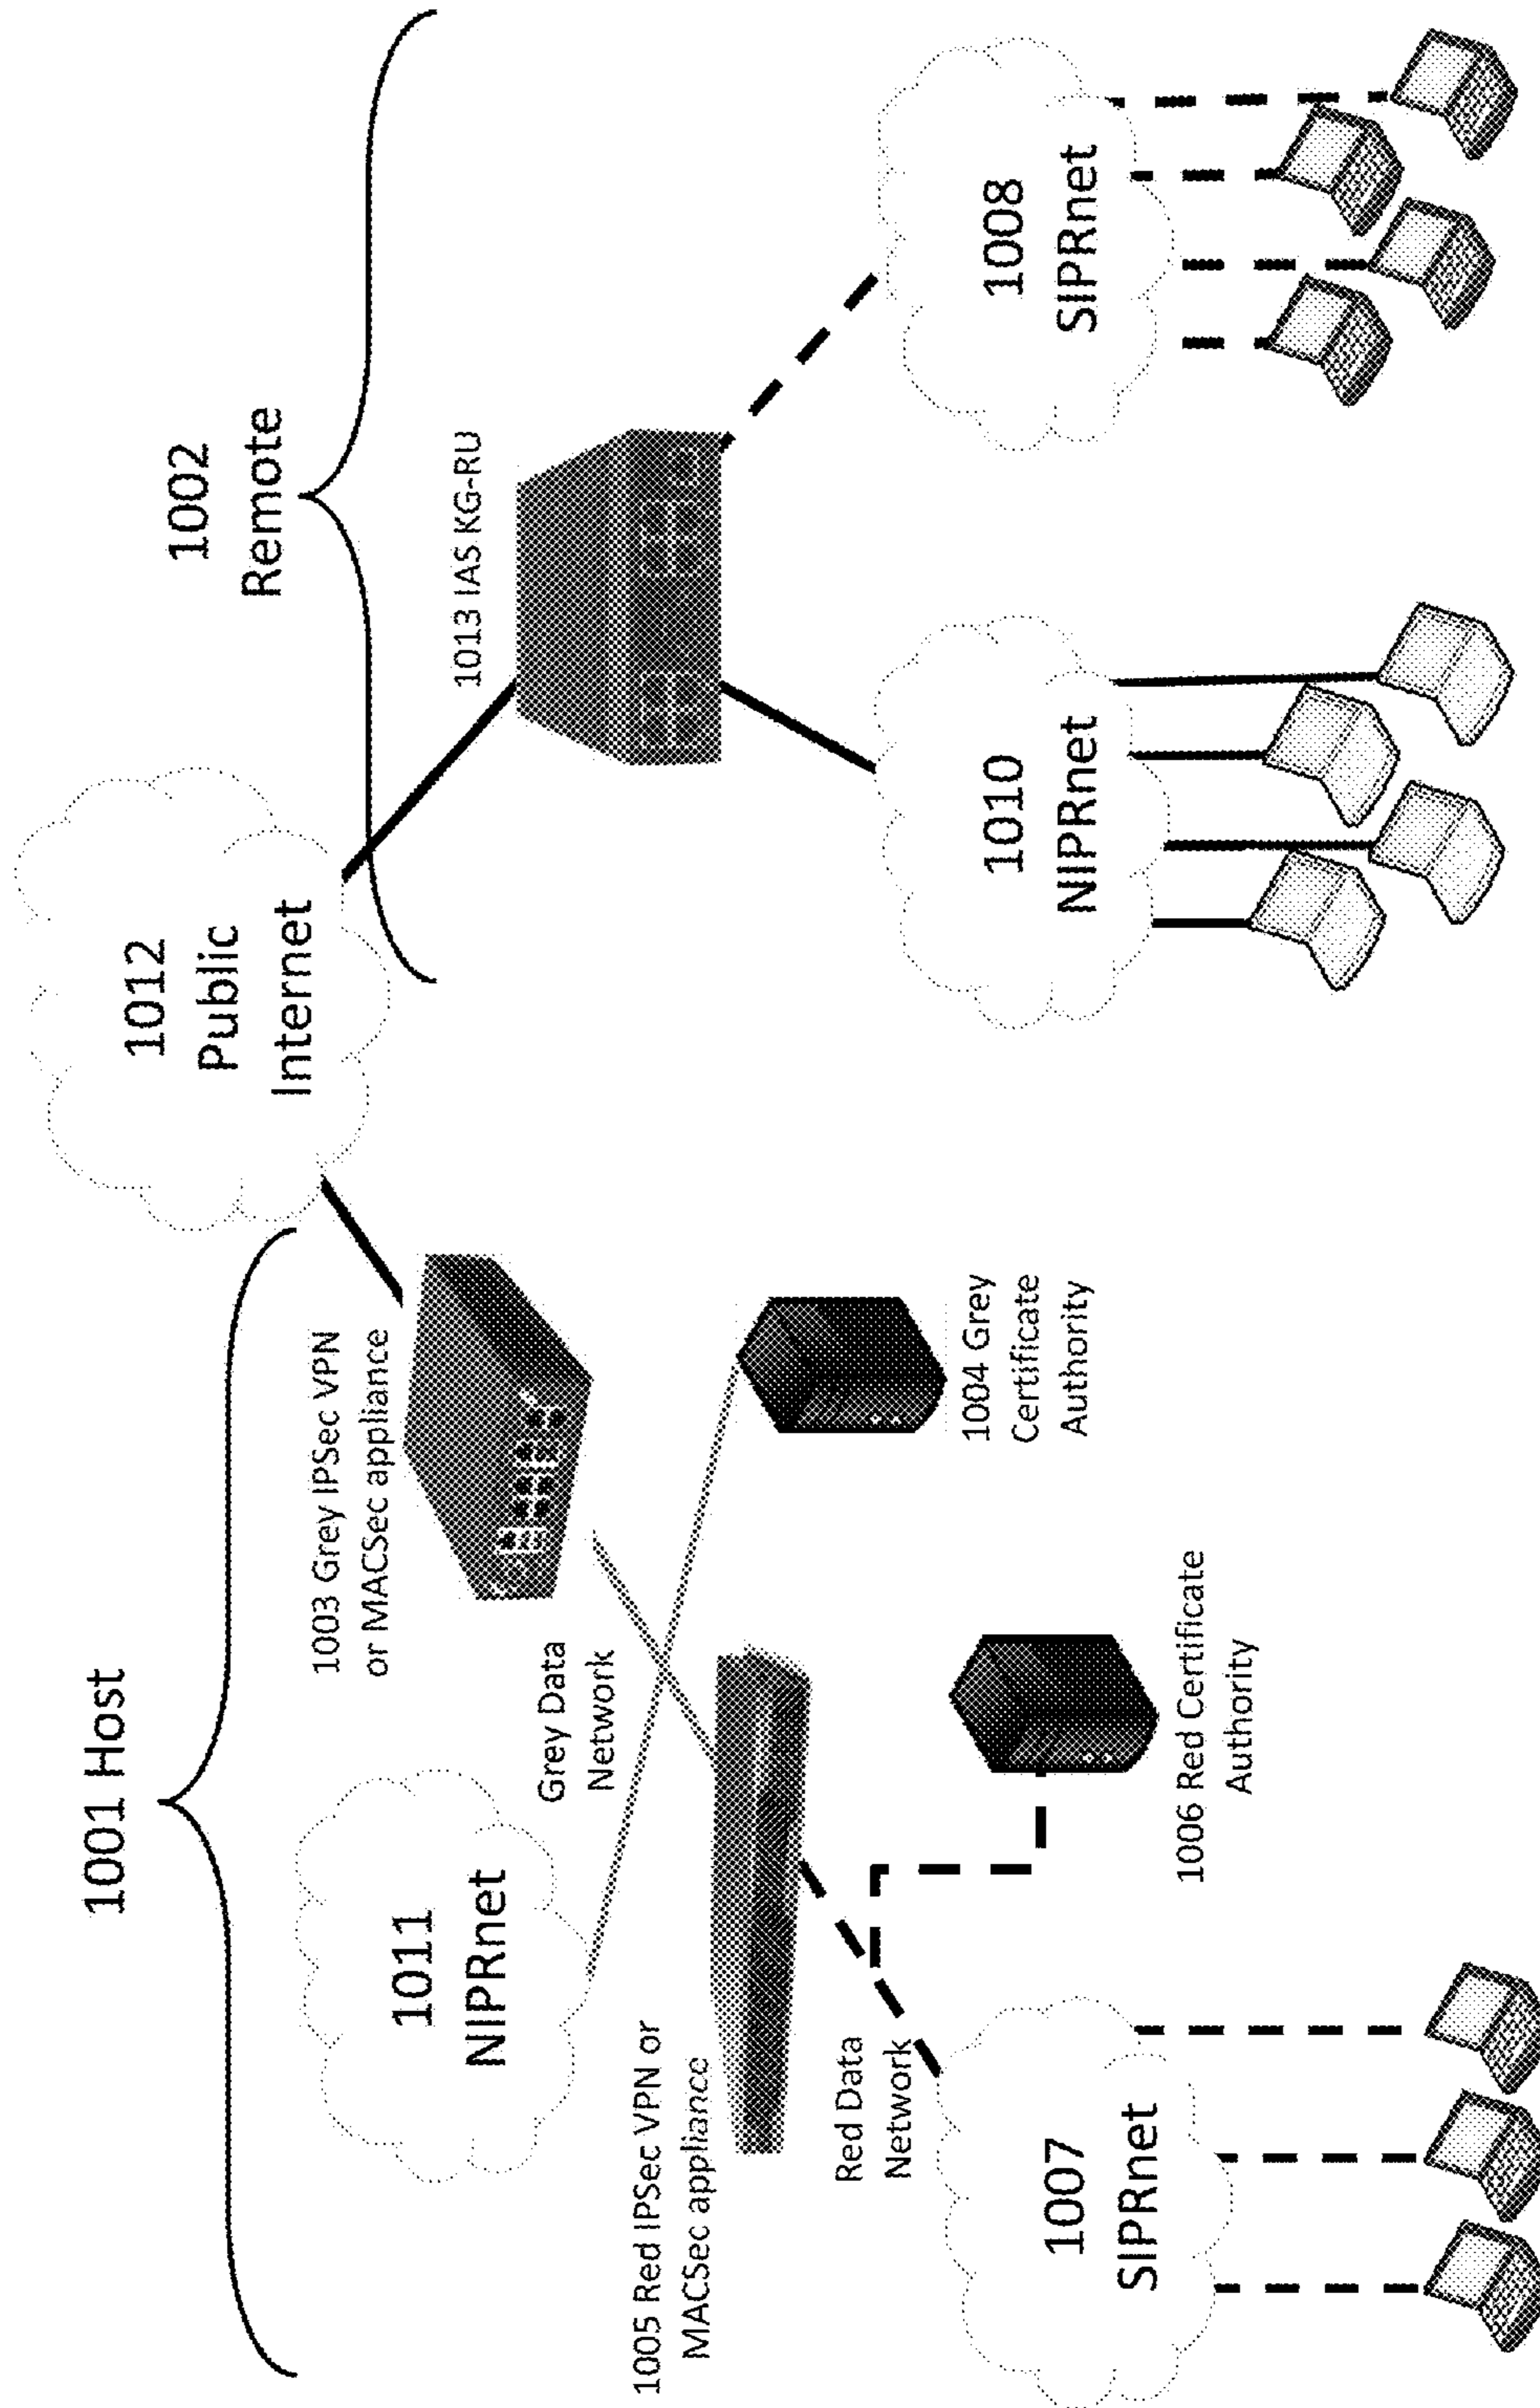 1001 Host
1002
Remote
1012
Public
Internet
1003 Grey IPSec VPN
or MACSec appliance
1013 IAS KG-RU
1011
NIPRnet
Grey Data
Network
1005 Red IPSec VPN or
MACSec appliance
1004 Grey
Certificate
Authority
Red Data
Network
1006 Red Certificate
Authority
1007
SIPRnet
1010
NIPRnet
1008
SIPRnet